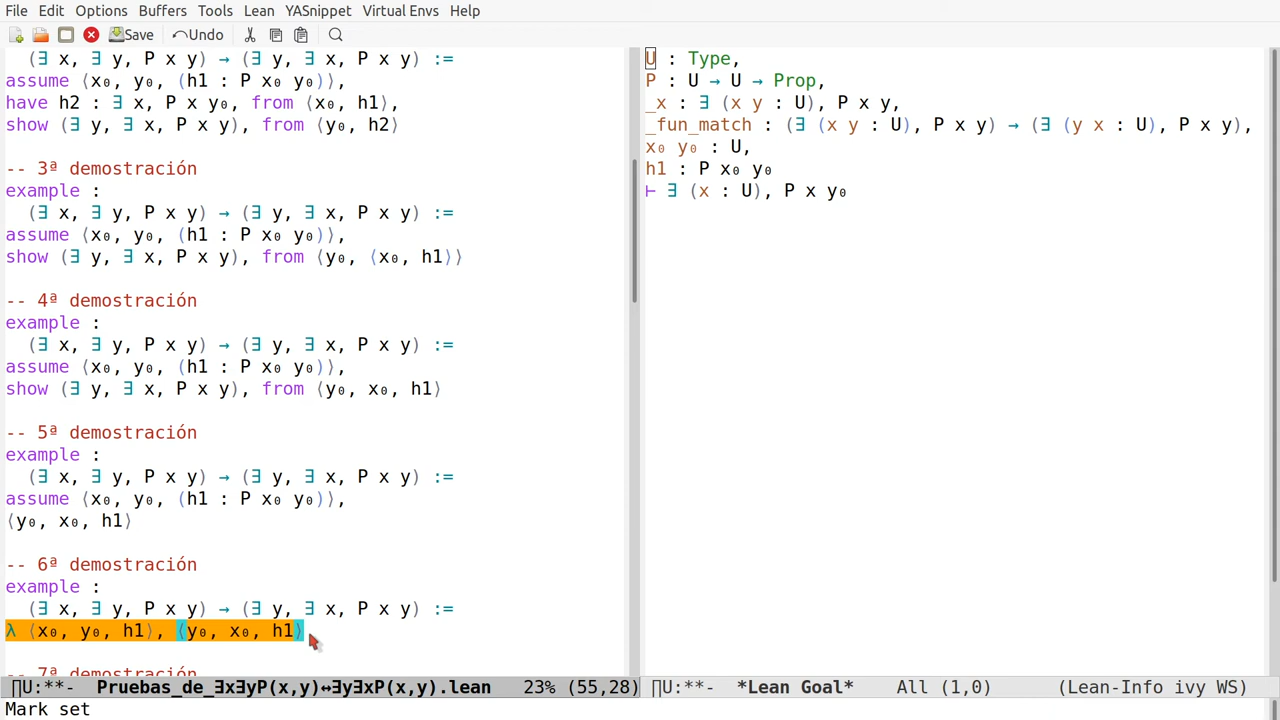 File Edit Options Buffers Tools Lean YASnippet Virtual Envs Help
Save Undo
(∃ x, ∃ y, P x y) → (∃ y, ∃ x, P x y) :=
assume ⟨x₀, y₀, (h1 : P x₀ y₀)⟩,
have h2 : ∃ x, P x y₀, from ⟨x₀, h1⟩,
show (∃ y, ∃ x, P x y), from ⟨y₀, h2⟩
-- 3ª demostración
example :
(∃ x, ∃ y, P x y) → (∃ y, ∃ x, P x y) :=
assume ⟨x₀, y₀, (h1 : P x₀ y₀)⟩,
show (∃ y, ∃ x, P x y), from ⟨y₀, ⟨x₀, h1⟩⟩
-- 4ª demostración
example :
(∃ x, ∃ y, P x y) → (∃ y, ∃ x, P x y) :=
assume ⟨x₀, y₀, (h1 : P x₀ y₀)⟩,
show (∃ y, ∃ x, P x y), from ⟨y₀, x₀, h1⟩
-- 5ª demostración
example :
(∃ x, ∃ y, P x y) → (∃ y, ∃ x, P x y) :=
assume ⟨x₀, y₀, (h1 : P x₀ y₀)⟩,
⟨y₀, x₀, h1⟩
-- 6ª demostración
example :
(∃ x, ∃ y, P x y) → (∃ y, ∃ x, P x y) :=
λ ⟨x₀, y₀, h1⟩, ⟨y₀, x₀, h1⟩
-- 7ª demostración
∏U:**- Pruebas_de_∃x∃yP(x,y)↔∃y∃xP(x,y).lean 23% (55,28)
Mark set
U : Type,
P : U → U → Prop,
_x : ∃ (x y : U), P x y,
_fun_match : (∃ (x y : U), P x y) → (∃ (y x : U), P x y),
x₀ y₀ : U,
h1 : P x₀ y₀
⊢ ∃ (x : U), P x y₀
∏U:**- *Lean Goal* All (1,0) (Lean-Info ivy WS)